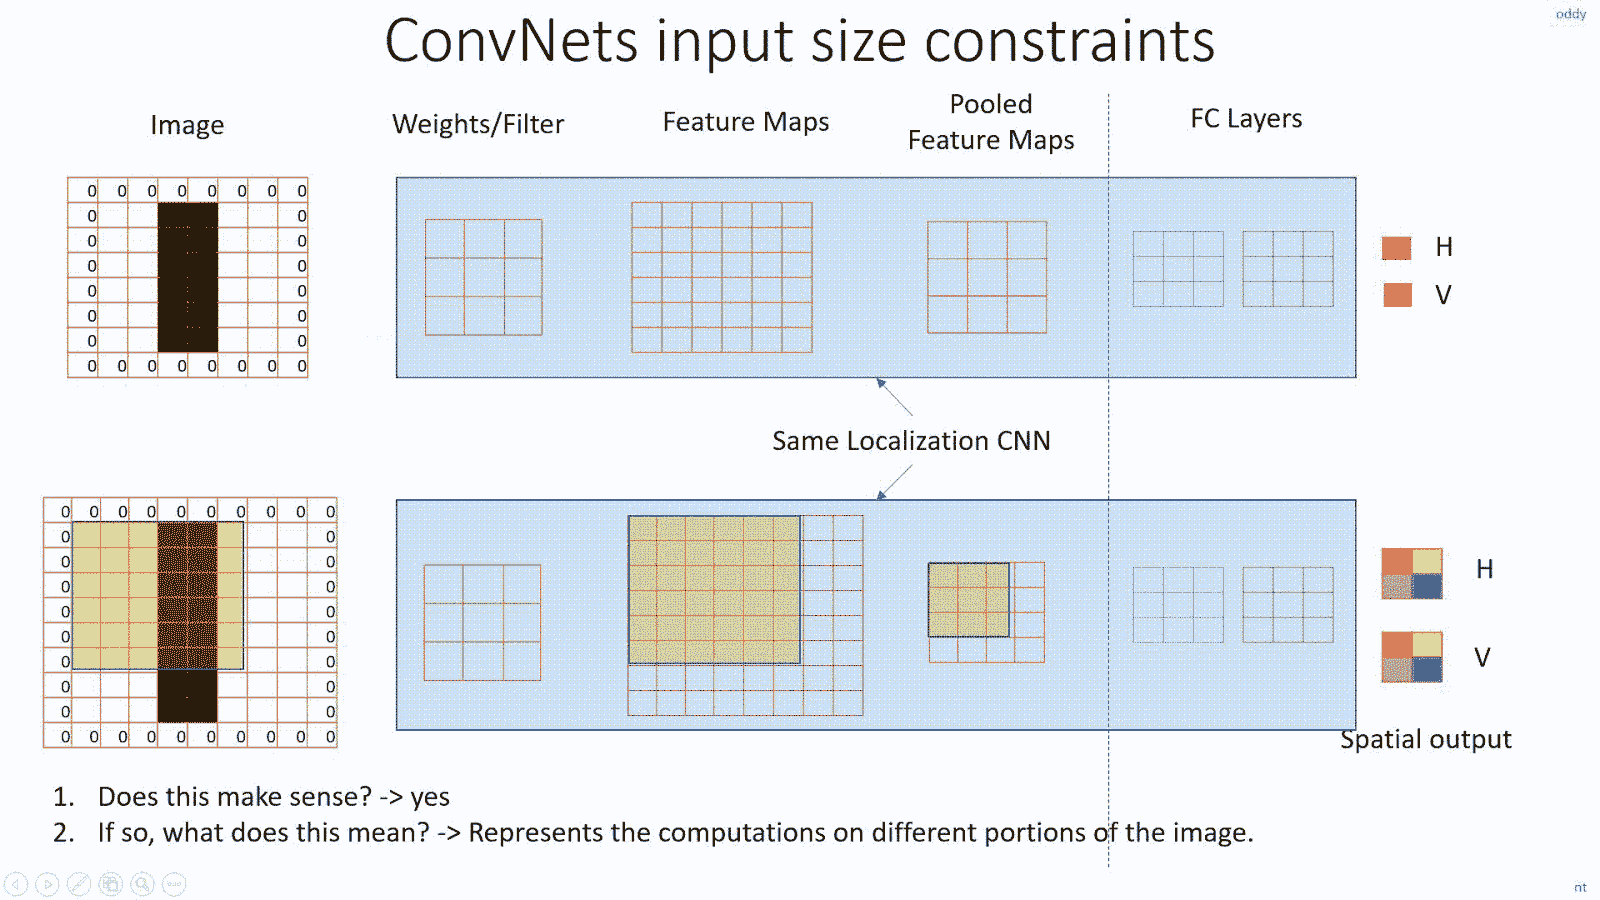 oddy
ConvNets input size constraints
Image
Weights/Filter
Feature Maps
Pooled
Feature Maps
FC Layers
0 0 0 0 0 0 0 0
0 0
0 0
0 0
0 0
0 0
0 0
0 0 0 0 0 0 0 0
H
V
Same Localization CNN
0 0 0 0 0 0 0 0 0 0
0 0
0 0
0 0
0 0
0 0
0 0
0 0
0 0
0 0 0 0 0 0 0 0 0 0
H
V
Spatial output
1. Does this make sense? -> yes
2. If so, what does this mean? -> Represents the computations on different portions of the image.
nt